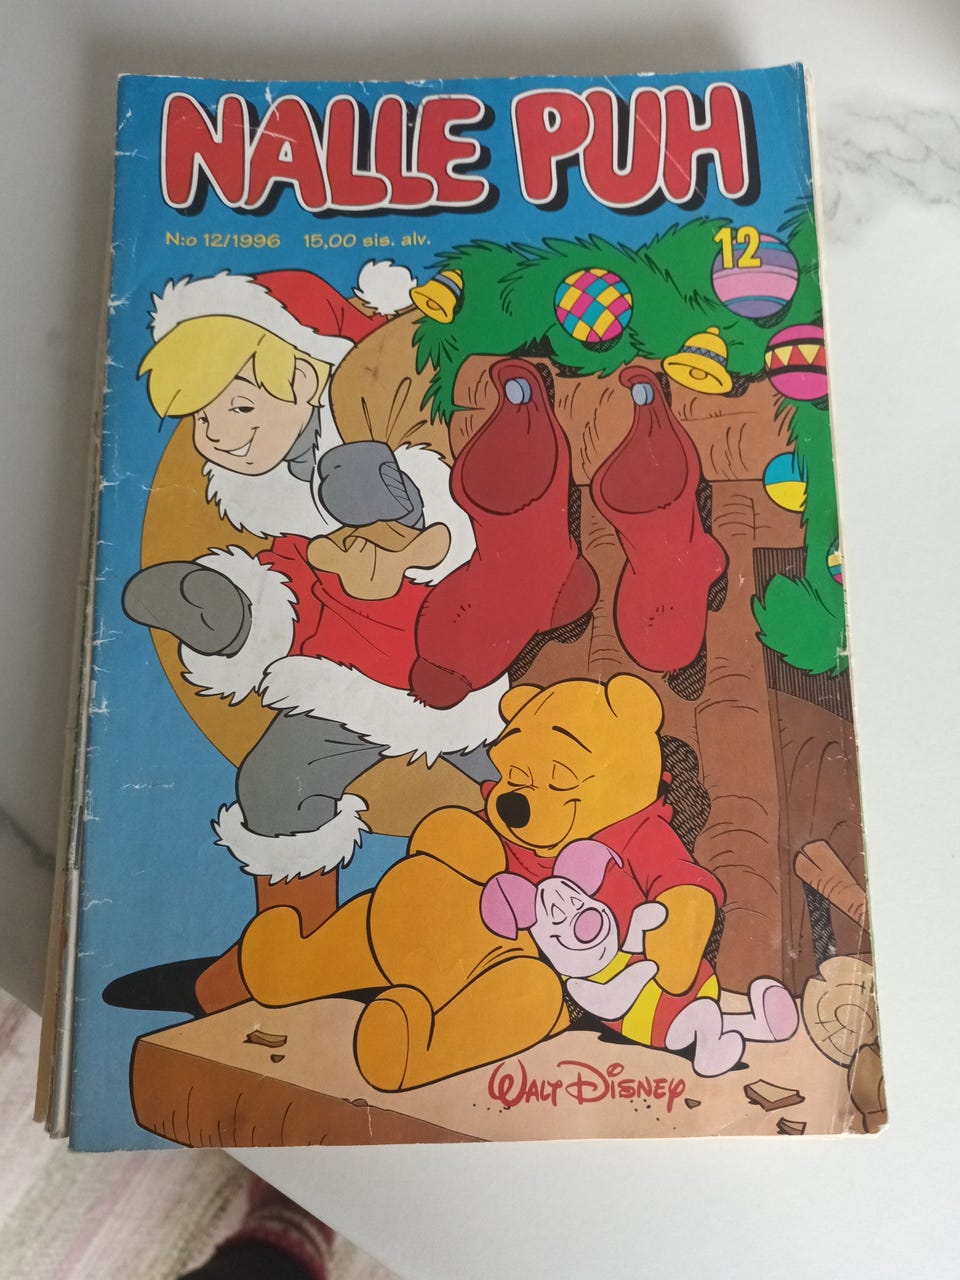 NALLE PUH
N:o 12/1996 15,00 sis. alv.
12
WALT DISNEY